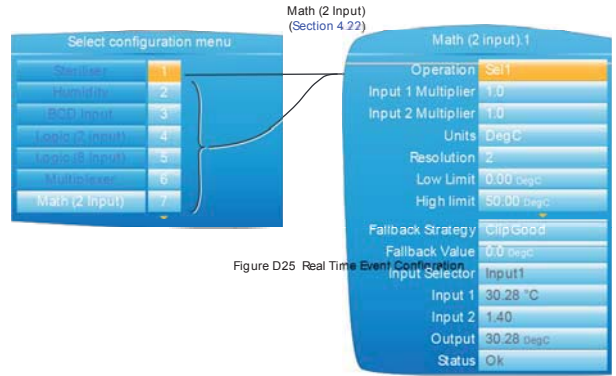 Math (2 Input)
(Section 4.22)
Select configuration menu
Steriliser 1
Humidity 2
BCD Input 3
Logic (2 Input) 4
Logic (8 Input) 5
Multiplexer 6
Math (2 Input) 7
Math (2 input).1
Operation Sel1
Input 1 Multiplier 1.0
Input 2 Multiplier 1.0
Units DegC
Resolution 2
Low Limit 0.00 DegC
High limit 50.00 DegC
Fallback Strategy ClipGood
Fallback Value 0.0 DegC
Input Selector Input1
Input 1 30.28 °C
Input 2 1.40
Output 30.28 DegC
Status Ok
Figure D25 Real Time Event Configration